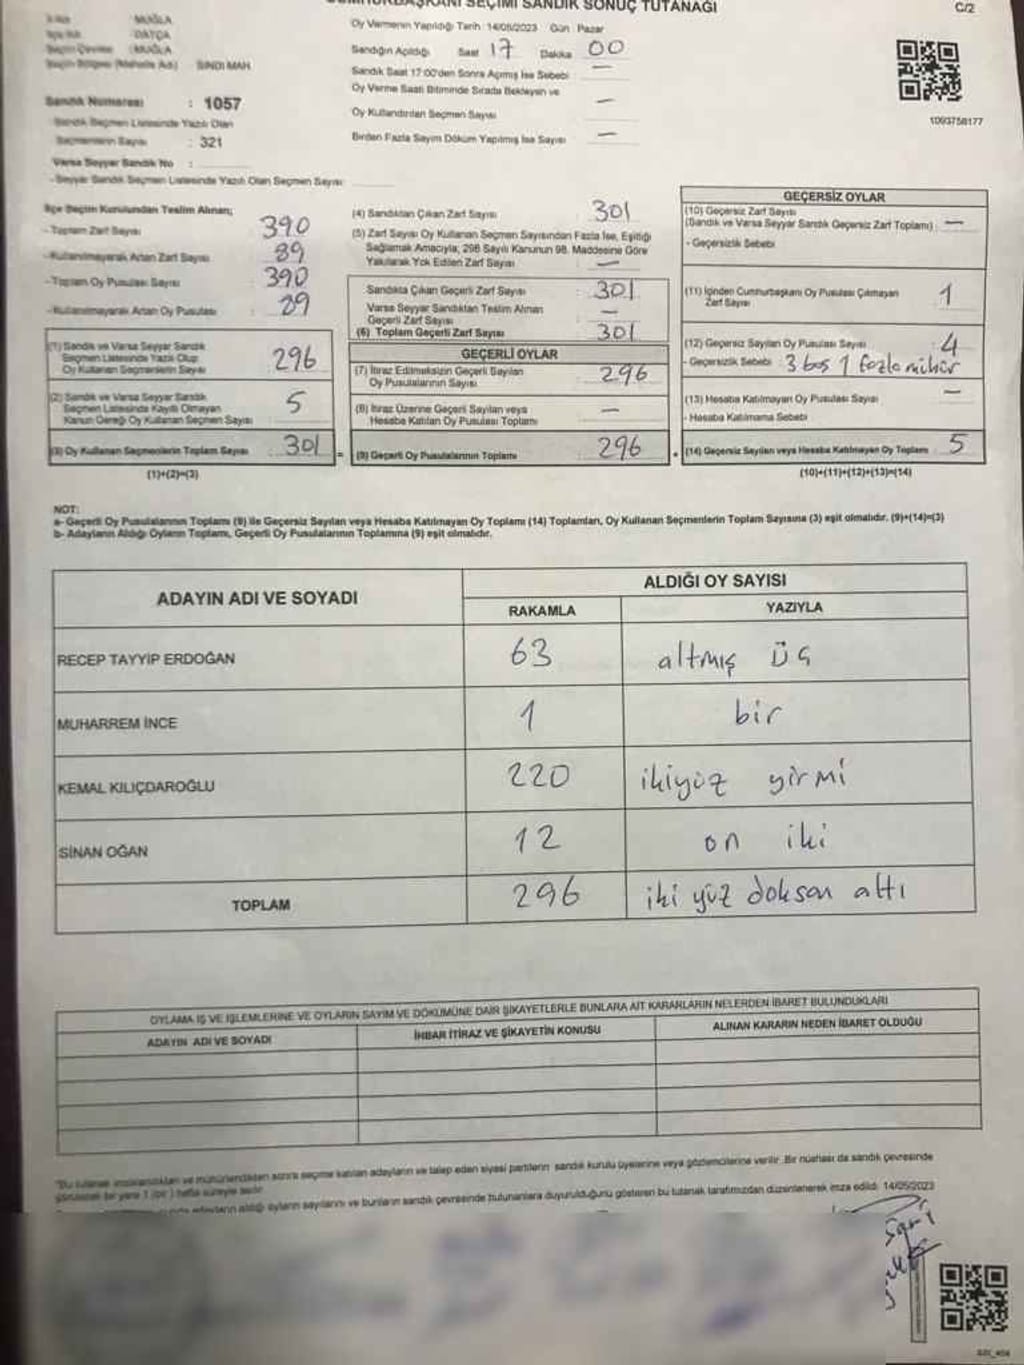 CUMHURBAŞKANI SEÇİMİ SANDIK SONUÇ TUTANAĞI
C/2
MUĞLA
DATÇA
Seçim Çevresi : MUĞLA
SINDI MAH
Sandık Numarası : 1057
Sandık Seçmen Listesinde Yazılı Olan
Seçmenlerin Sayısı : 321
Varsa Seyyar Sandık No :
- Seyyar Sandık Seçmen Listesinde Yazılı Olan Seçmen Sayısı:
Oy Vermenin Yapıldığı Tarih : 14/05/2023 Gün : Pazar
Sandığın Açıldığı Saat 17 Dakika 00
Sandık Saat 17:00'den Sonra Açımış İse Sebebi : —
Oy Verme Saati Bitiminde Sırada Bekleyen ve
Oy Kullandırılan Seçmen Sayısı —
Birden Fazla Sayım Döküm Yapılmış İse Sayısı —
1093758177
İlçe Seçim Kurulundan Teslim Alınan;
- Toplam Zarf Sayısı : 390
- Kullanılmayarak Artan Zarf Sayısı : 89
- Toplam Oy Pusulası Sayısı : 390
- Kullanılmayarak Artan Oy Pusulası : 89
(1) Sandık ve Varsa Seyyar Sandık
Seçmen Listesinde Yazılı Olup
Oy Kullanan Seçmenlerin Sayısı 296
(2) Sandık ve Varsa Seyyar Sandık
Seçmen Listesinde Kayıtlı Olmayan
Kanun Gereği Oy Kullanan Seçmen Sayısı 5
(3) Oy Kullanan Seçmenlerin Toplam Sayısı 301
(1)+(2)=(3)
(4) Sandıktan Çıkan Zarf Sayısı 301
(5) Zarf Sayısı Oy Kullanan Seçmen Sayısından Fazla İse, Eşitliği
Sağlamak Amacıyla; 298 Sayılı Kanunun 98. Maddesine Göre
Yakılarak Yok Edilen Zarf Sayısı : —
Sandıkta Çıkan Geçerli Zarf Sayısı : 301
Varsa Seyyar Sandıktan Teslim Alınan
Geçerli Zarf Sayısı : —
(6) Toplam Geçerli Zarf Sayısı : 301
GEÇERLİ OYLAR
(7) İtiraz Edilmeksizin Geçerli Sayılan
Oy Pusulalarının Sayısı : 296
(8) İtiraz Üzerine Geçerli Sayılan veya
Hesaba Katılan Oy Pusulası Toplamı : —
(9) Geçerli Oy Pusulalarının Toplamı 296
GEÇERSİZ OYLAR
(10) Geçersiz Zarf Sayısı
(Sandık ve Varsa Seyyar Sandık Geçersiz Zarf Toplamı) : —
- Geçersizlik Sebebi
(11) İçinden Cumhurbaşkanı Oy Pusulası Çıkmayan
Zarf Sayısı 1
(12) Geçersiz Sayılan Oy Pusulası Sayısı : 4
- Geçersizlik Sebebi : 3 boş 1 fazla mühür
(13) Hesaba Katılmayan Oy Pusulası Sayısı —
- Hesaba Katılmama Sebebi
(14) Geçersiz Sayılan veya Hesaba Katılmayan Oy Toplamı 5
(10)+(11)+(12)+(13)=(14)
NOT:
a- Geçerli Oy Pusulalarının Toplamı (9) ile Geçersiz Sayılan veya Hesaba Katılmayan Oy Toplamı (14) Toplamları, Oy Kullanan Seçmenlerin Toplam Sayısına (3) eşit olmalıdır. (9)+(14)=(3)
b- Adayların Aldığı Oyların Toplamı, Geçerli Oy Pusulalarının Toplamına (9) eşit olmalıdır.
ADAYIN ADI VE SOYADI
ALDIĞI OY SAYISI
RAKAMLA YAZIYLA
RECEP TAYYİP ERDOĞAN 63 altmış üç
MUHARREM İNCE 1 bir
KEMAL KILIÇDAROĞLU 220 ikiyüz yirmi
SİNAN OĞAN 12 on iki
TOPLAM 296 iki yüz doksan altı
OYLAMA İŞ VE İŞLEMLERİNE VE OYLARIN SAYIM VE DÖKÜMÜNE DAİR ŞİKAYETLERLE BUNLARA AİT KARARLARIN NELERDEN İBARET BULUNDUKLARI
ADAYIN ADI VE SOYADI İHBAR İTİRAZ VE ŞİKAYETİN KONUSU ALINAN KARARIN NEDEN İBARET OLDUĞU
"Bu tutanak imzalandıktan ve mühürlendikten sonra seçime katılan adayların ve talep eden siyasi partilerin sandık kurulu üyelerine veya gözlemcilerine verilir. Bir nüshası da sandık çevresinde
görülecek bir yere 1 (bir) hafta süreyle asılır.
adayların aldığı oyların sayılarını ve bunların sandık çevresinde bulunanlara duyurulduğunu gösteren bu tutanak tarafımızdan düzenlenerek imza edildi. 14/05/2023